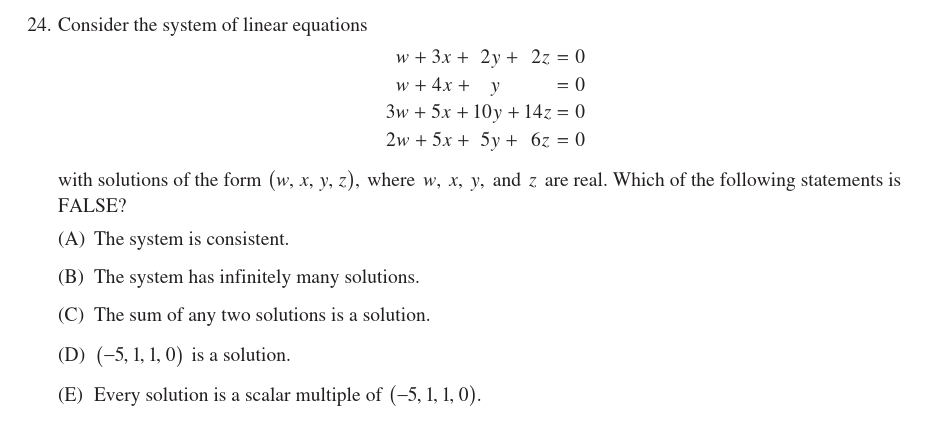 24. Consider the system of linear equations
w + 3x + 2y + 2z = 0
w + 4x + y = 0
3w + 5x + 10y + 14z = 0
2w + 5x + 5y + 6z = 0
with solutions of the form (w, x, y, z), where w, x, y, and z are real. Which of the following statements is
FALSE?
(A) The system is consistent.
(B) The system has infinitely many solutions.
(C) The sum of any two solutions is a solution.
(D) (−5, 1, 1, 0) is a solution.
(E) Every solution is a scalar multiple of (−5, 1, 1, 0).